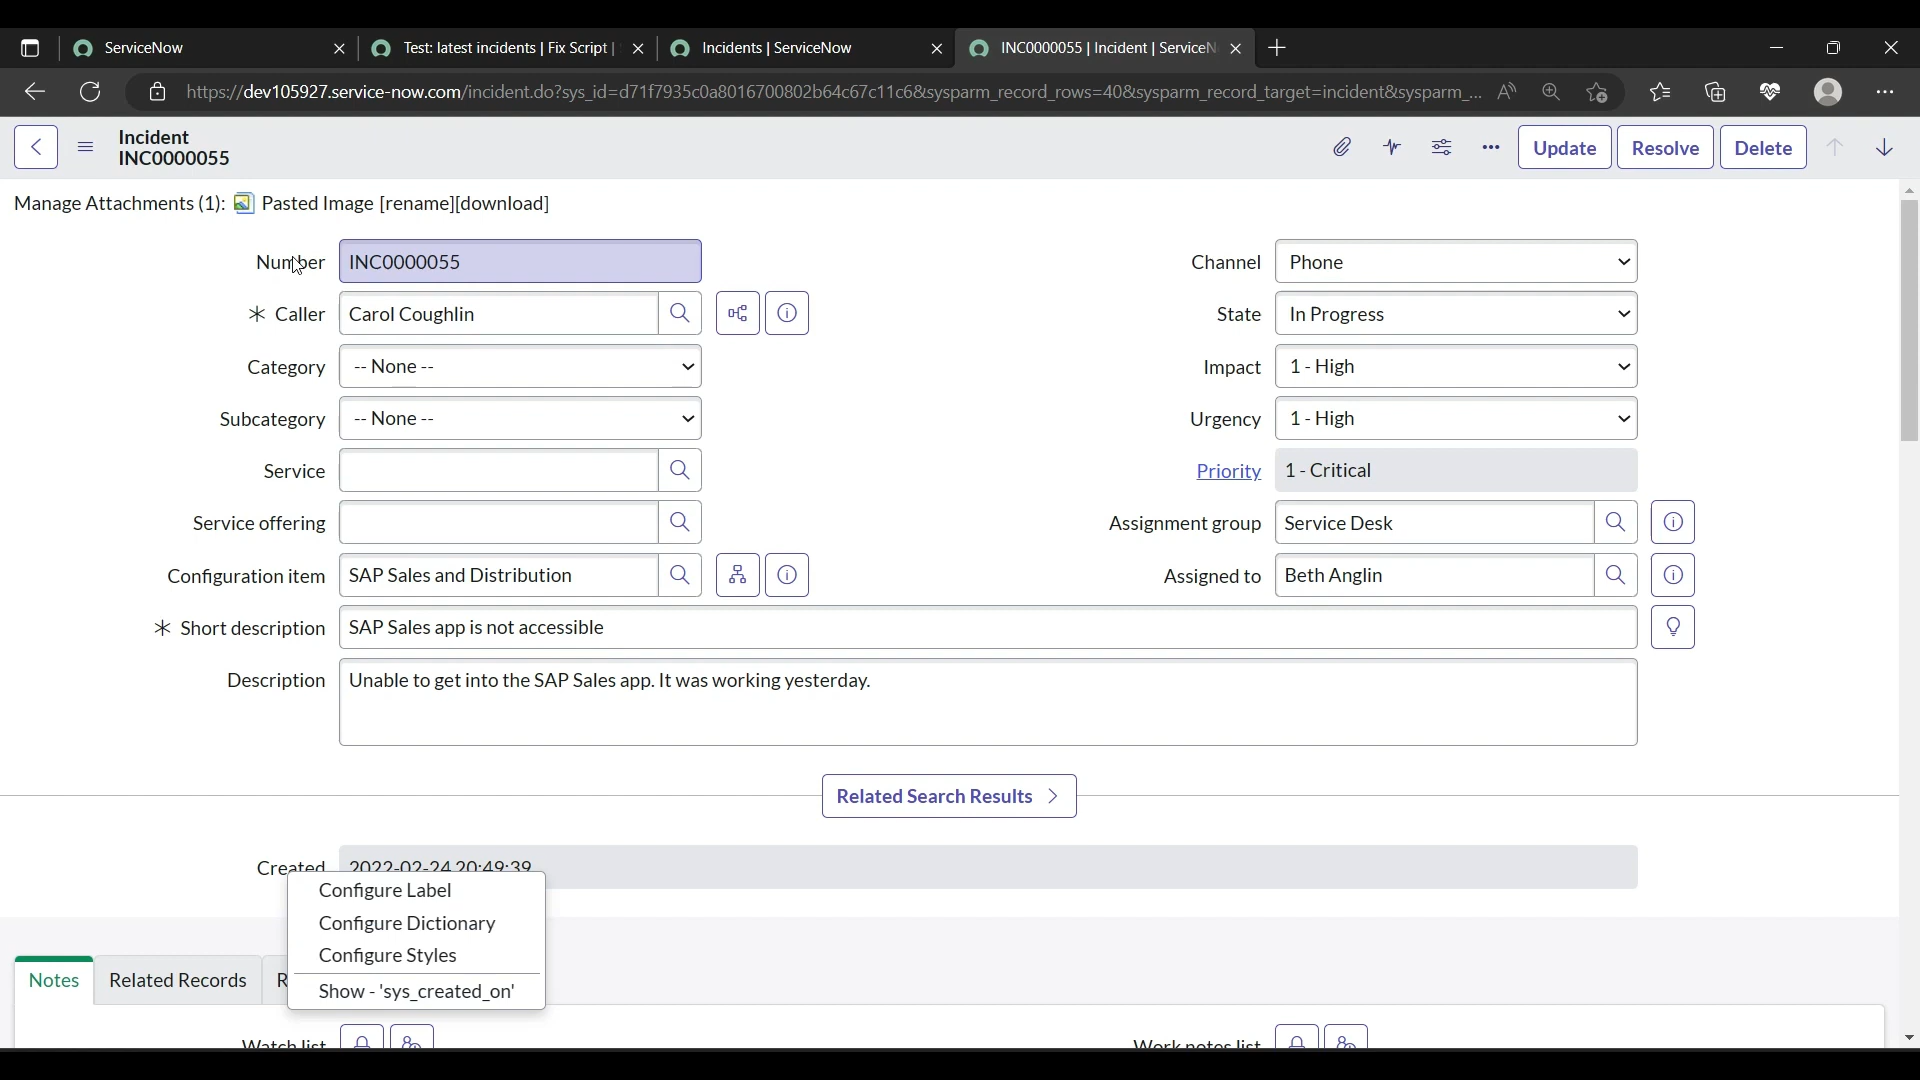 ServiceNow
Test: latest incidents | Fix Script |
Incidents | ServiceNow
INC0000055 | Incident | ServiceN
https://dev105927.service-now.com/incident.do?sys_id=d71f7935c0a8016700802b64c67c11c6&sysparm_record_rows=40&sysparm_record_target=incident&sysparm_...
Incident
INC0000055
Update
Resolve
Delete
Manage Attachments (1): Pasted Image [rename][download]
Number INC0000055
Channel Phone
* Caller Carol Coughlin
State In Progress
Category -- None --
Impact 1 - High
Subcategory -- None --
Urgency 1 - High
Service
Priority 1 - Critical
Service offering
Assignment group Service Desk
Configuration item SAP Sales and Distribution
Assigned to Beth Anglin
* Short description SAP Sales app is not accessible
Description Unable to get into the SAP Sales app. It was working yesterday.
Related Search Results
Created 2022-02-24 20:49:39
Configure Label
Configure Dictionary
Configure Styles
Show - 'sys_created_on'
Notes
Related Records
R
Watch list
Work notes list